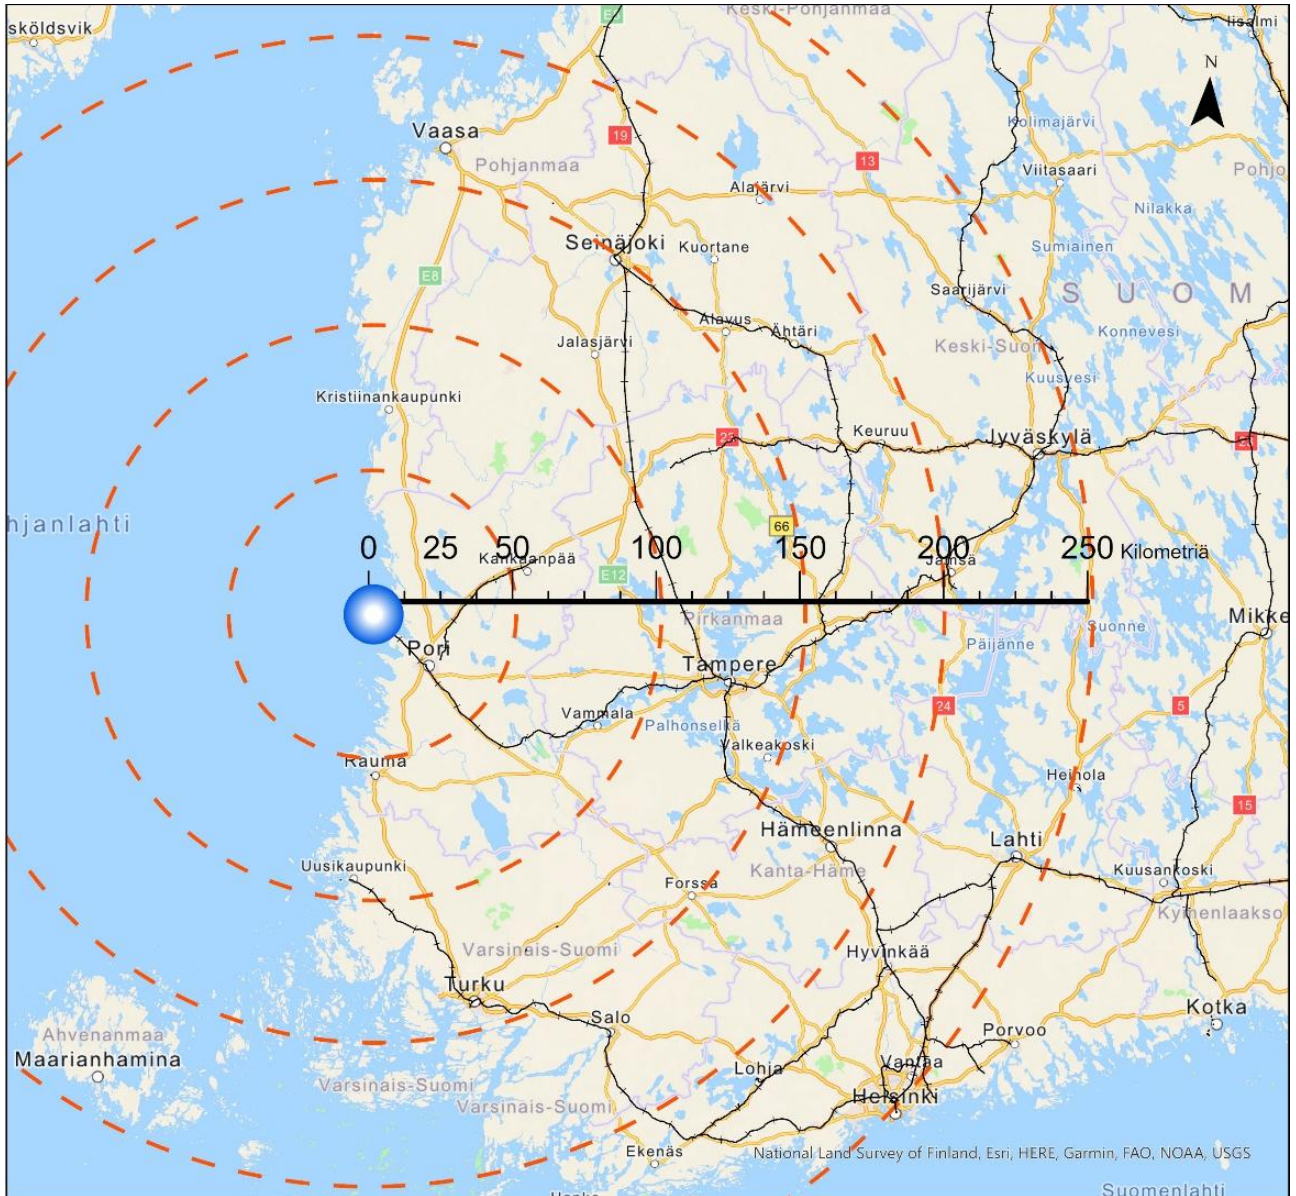 Keski-Pohjanmaa
Iisalmi
sköldsvik
E8
N
Kolimajärvi
Vaasa
19
Pohjanmaa
13
Viitasaari
Pohjo
Alajärvi
Nilakka
Seinäjoki
Kuortane
Sumiainen
E8
Saarijärvi
SUOM
Alavus
Ähtäri
Konnevesi
Jalasjärvi
Keski-Suom
Kuusvesi
Kristiinankaupunki
23
Keuruu
Jyväskylä
hjanlahti
66
0 25 50 100 150 200 250 Kilometriä
Kankaanpää
E12
Jämsä
Pirkanmaa
Mikke
Suonne
Pori
Päijänne
Tampere
Vammala
Palhonselkä
24
5
Valkeakoski
Rauma
Heinola
15
Hämeenlinna
Lahti
Uusikaupunki
Kanta-Häme
Kuusankoski
Forssa
Kymenlaakso
Varsinais-Suomi
Hyvinkää
Turku
Salo
Kotka
Ahvenanmaa
Porvoo
Maarianhamina
Vantaa
Lohja
Varsinais-Suomi
Helsinki
Varsinais-Suomi
Ekenäs
National Land Survey of Finland, Esri, HERE, Garmin, FAO, NOAA, USGS
Suomenlahti